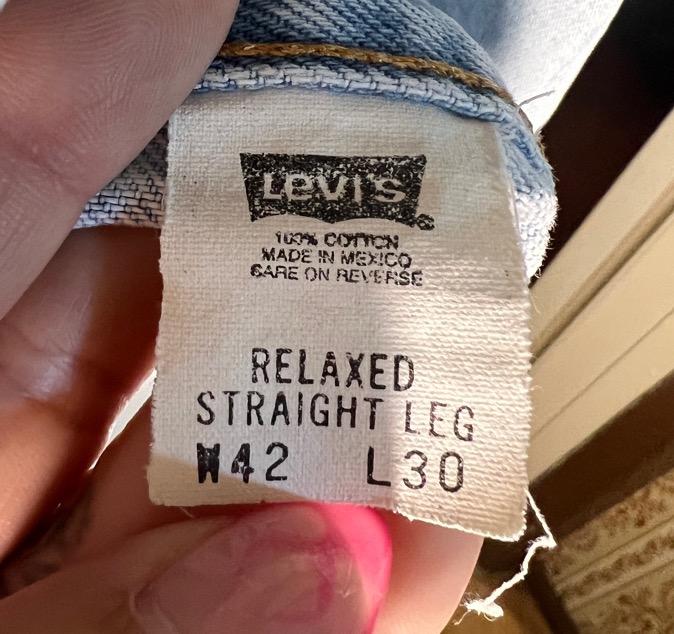 Levi's
100% COTTON
MADE IN MEXICO
CARE ON REVERSE
RELAXED
STRAIGHT LEG
W42 L30